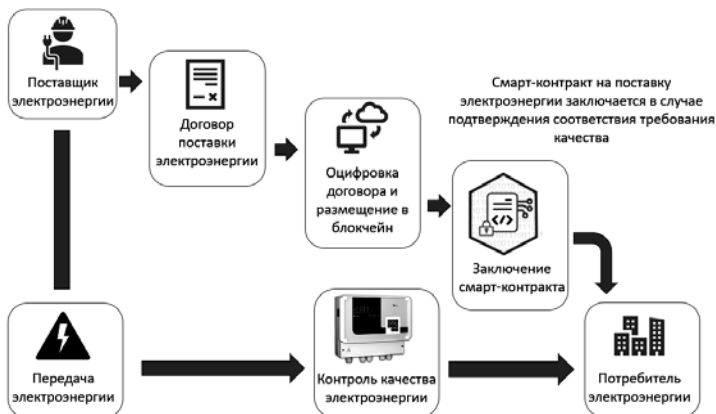 Поставщик
электроэнергии
Договор
поставки
электроэнергии
Смарт-контракт на поставку
электроэнергии заключается в случае
подтверждения соответствия требования
качества
Оцифровка
договора и
размещение в
блокчейн
Заключение
смарт-контракта
Передача
электроэнергии
Контроль качества
электроэнергии
Потребитель
электроэнергии